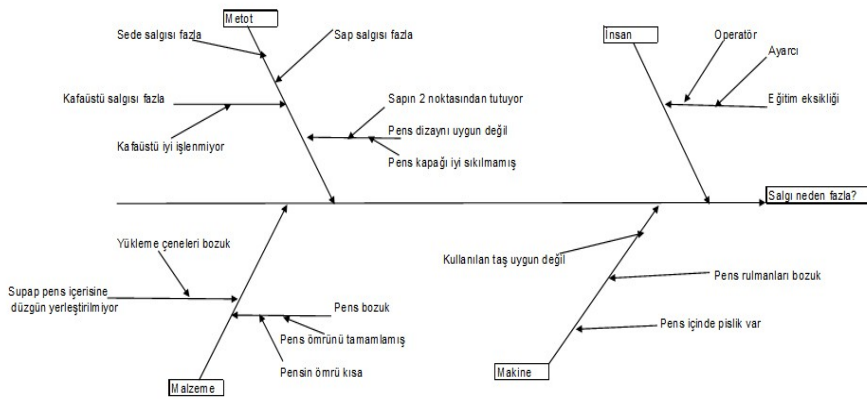 Metot
Sede salgısı fazla
Sap salgısı fazla
Kafaüstü salgısı fazla
Kafaüstü iyi işlenmiyor
Sapın 2 noktasından tutuyor
Pens dizaynı uygun değil
Pens kapağı iyi sıkılmamış
İnsan
Operatör
Ayarcı
Eğitim eksikliği
Salgı neden fazla?
Yükleme çeneleri bozuk
Supap pens içerisine
düzgün yerleştirilmiyor
Pens bozuk
Pens ömrünü tamamlamış
Pensin ömrü kısa
Malzeme
Kullanılan taş uygun değil
Pens rulmanları bozuk
Pens içinde pislik var
Makine